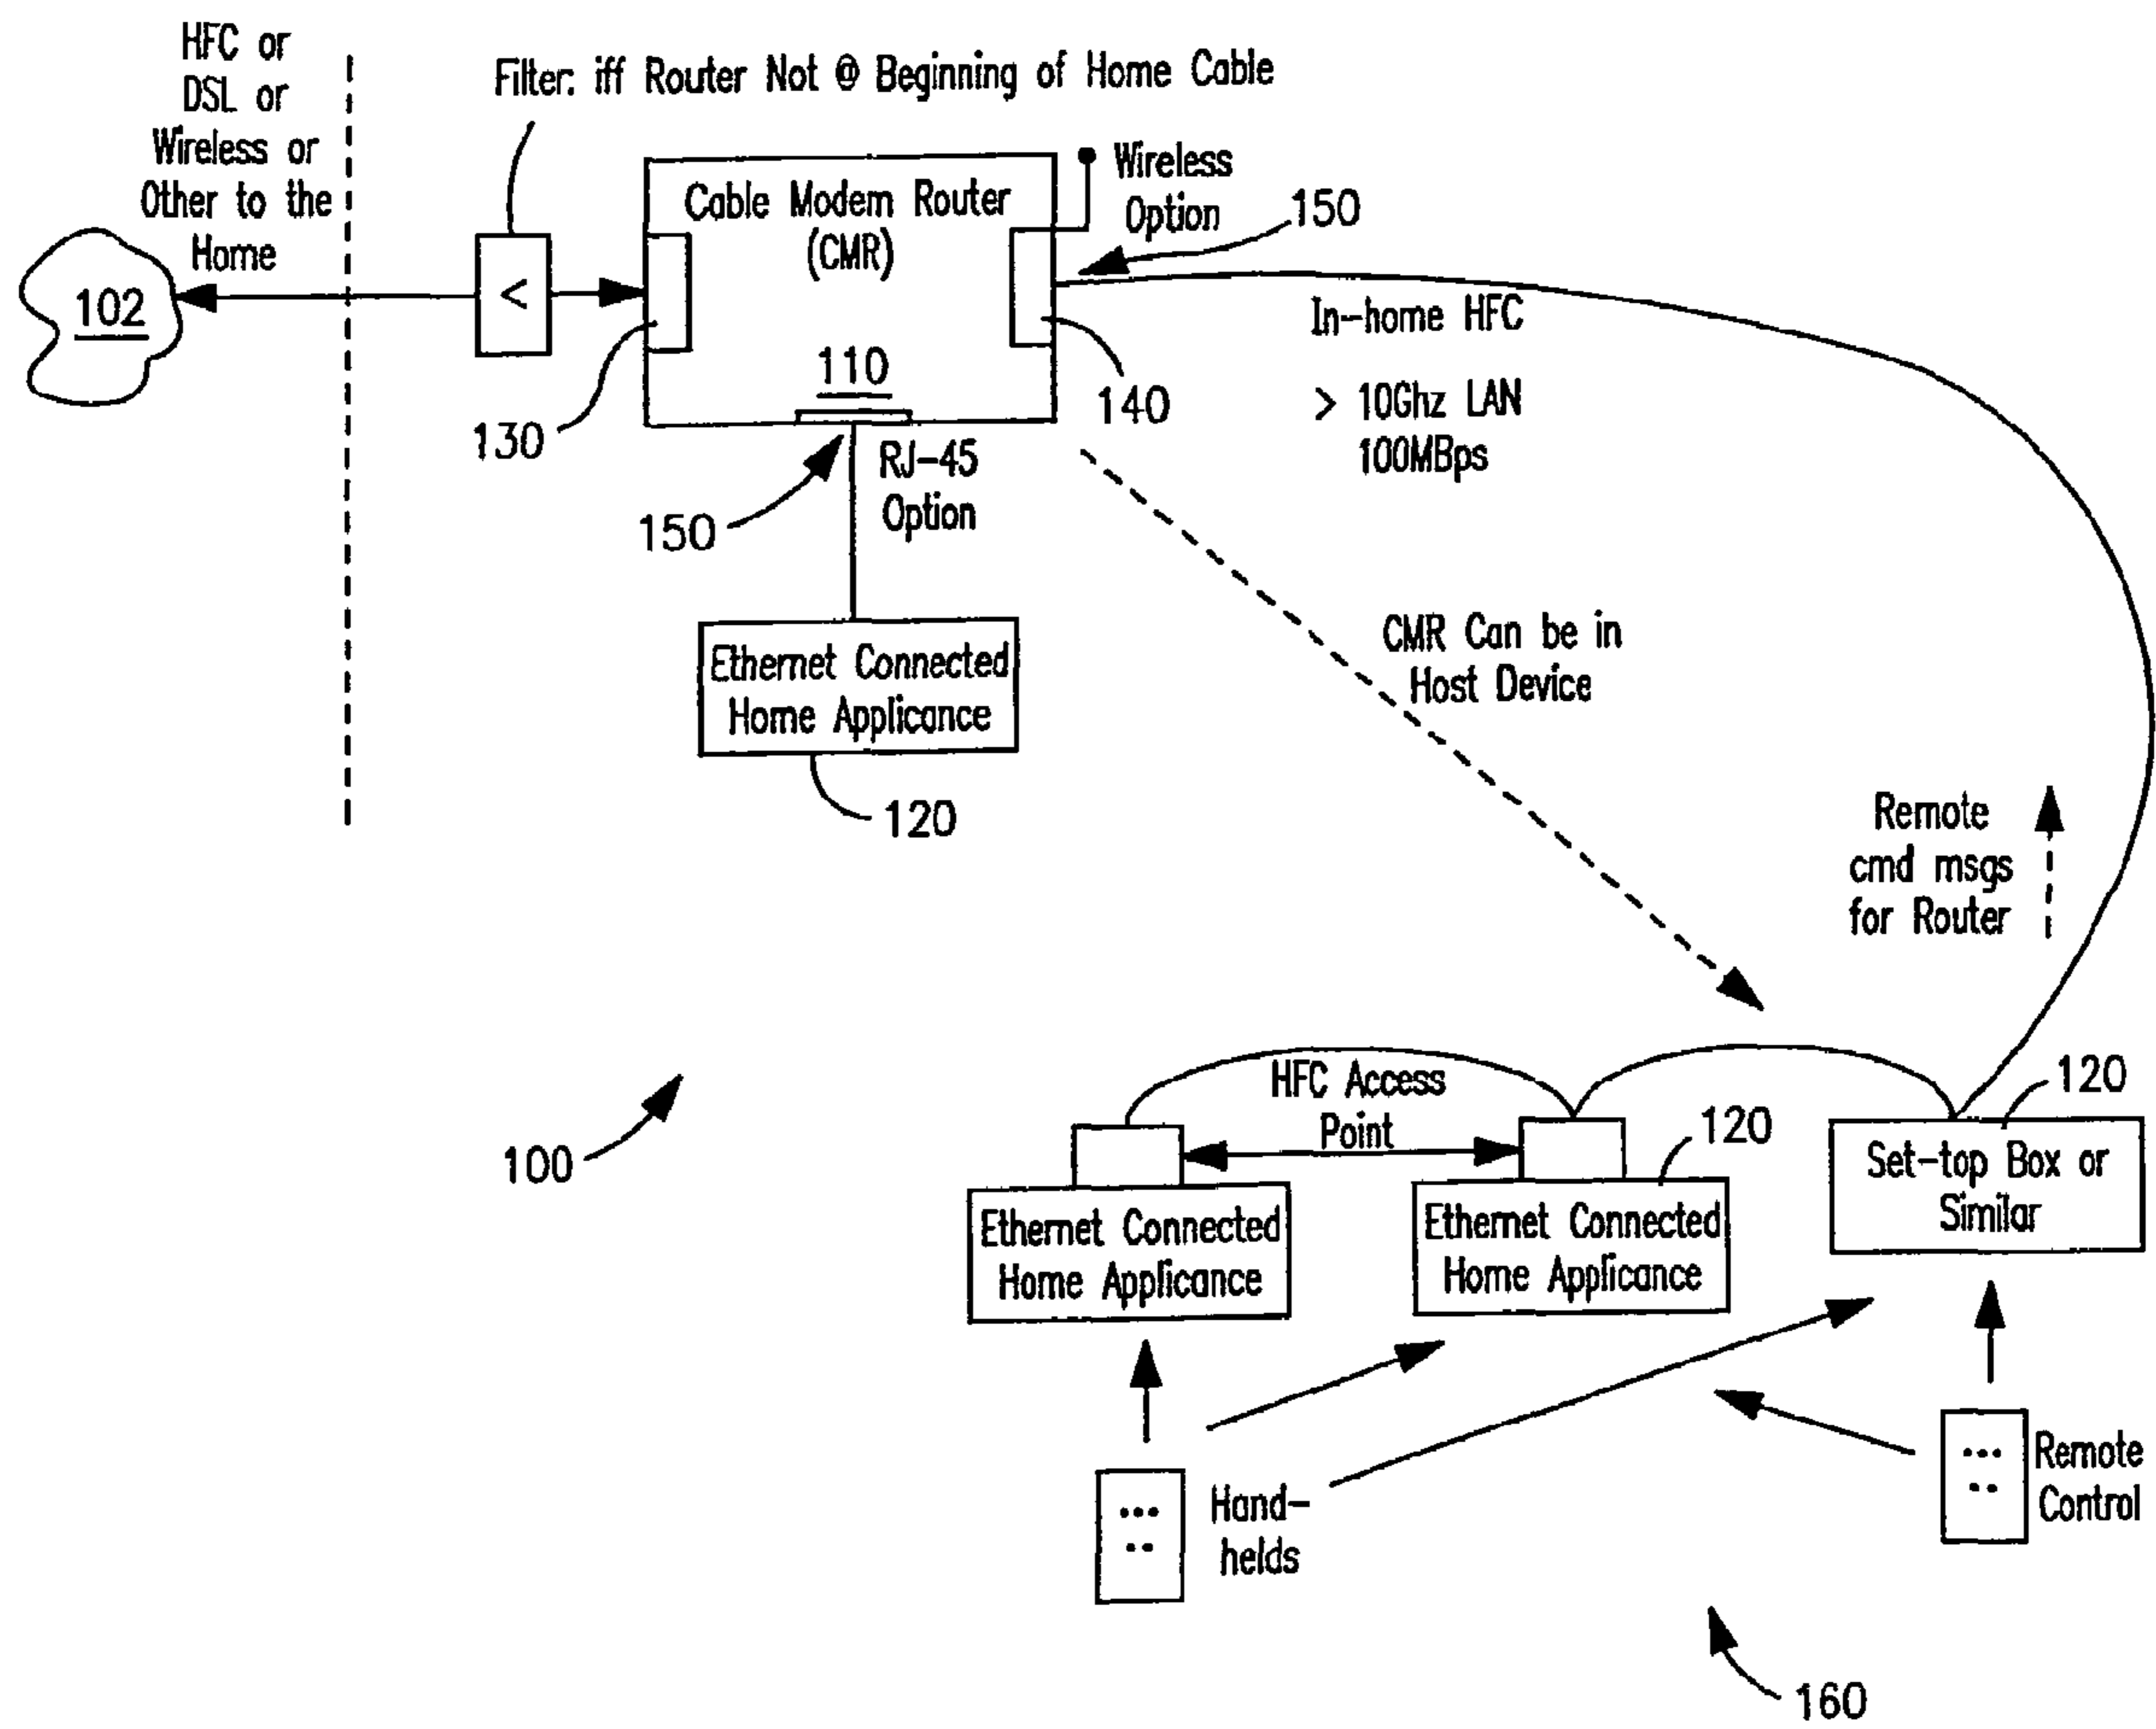 HFC or
DSL or
Wireless or
Other to the
Home
102
Filter: iff Router Not @ Beginning of Home Cable
<
Cable Modem Router
(CMR)
110
130
140
Wireless
Option
150
In-home HFC
> 10Ghz LAN
100MBps
150
RJ-45
Option
Ethernet Connected
Home Applicance
120
CMR Can be in
Host Device
Remote
cmd msgs
for Router
100
HFC Access
Point
Ethernet Connected
Home Applicance
120
Ethernet Connected
Home Applicance
120
Set-top Box or
Similar
Hand-
helds
Remote
Control
160